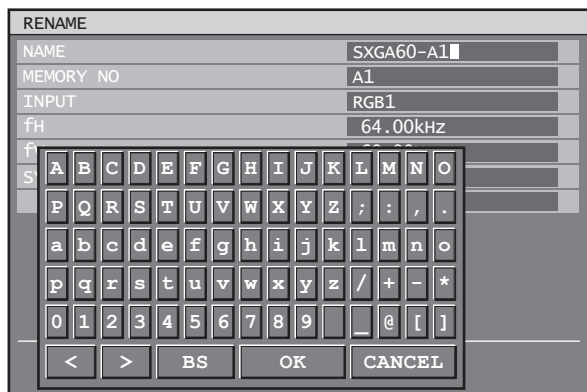 RENAME
NAME SXGA60-A1
MEMORY NO A1
INPUT RGB1
fH 64.00kHz
A B C D E F G H I J K L M N O
P Q R S T U V W X Y Z ; : , .
a b c d e f g h i j k l m n o
p q r s t u v w x y z / + - *
0 1 2 3 4 5 6 7 8 9 _ @ [ ]
< > BS OK CANCEL